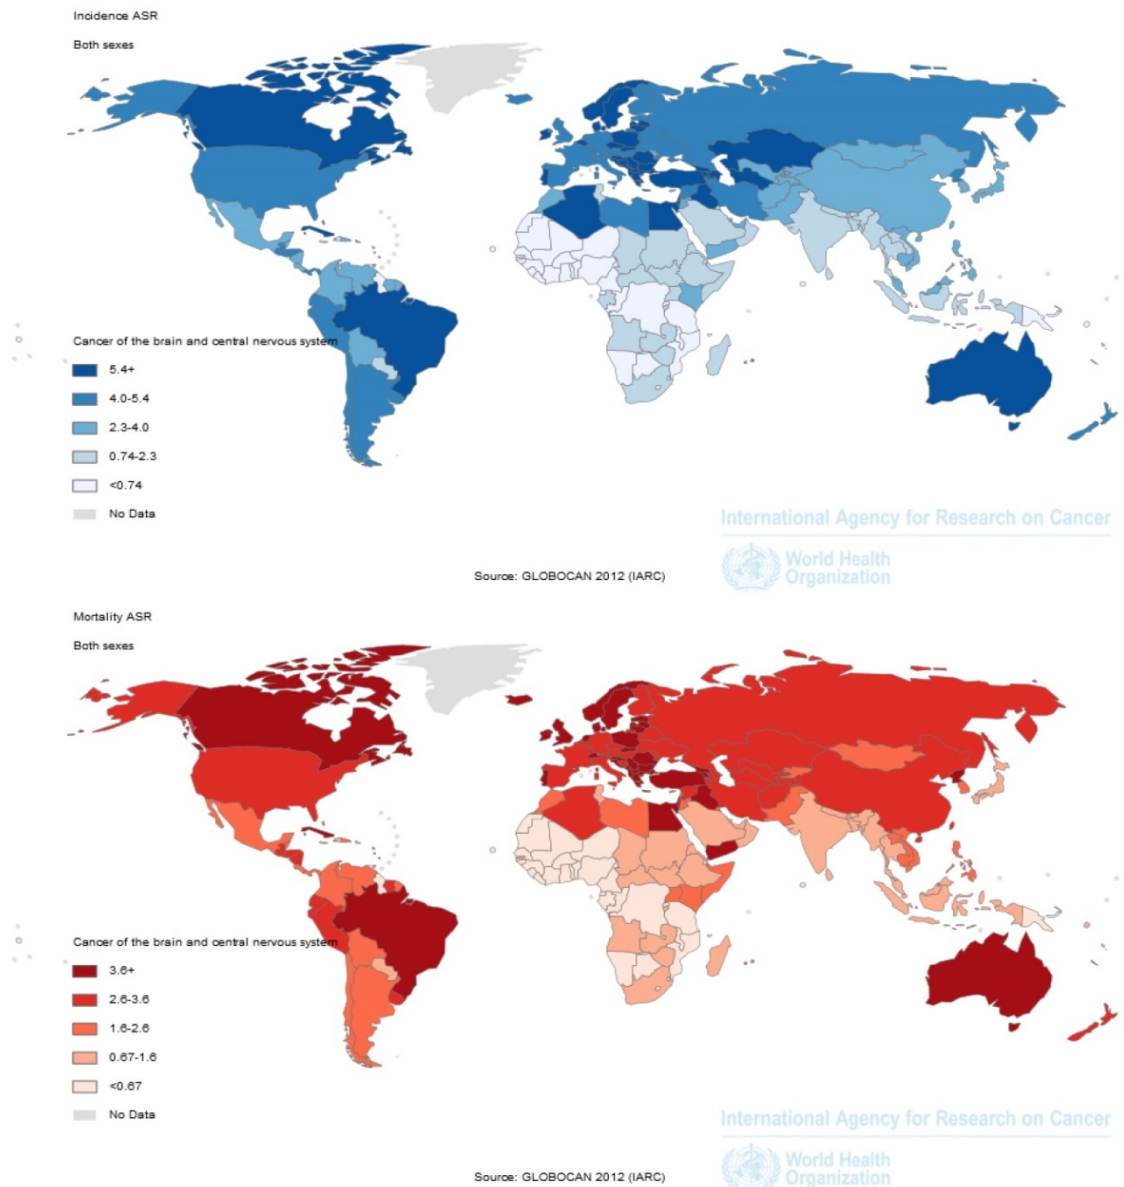 Incidence ASR
Both sexes
Cancer of the brain and central nervous system
5.4+
4.0-5.4
2.3-4.0
0.74-2.3
<0.74
No Data
International Agency for Research on Cancer
World Health
Organization
Source: GLOBOCAN 2012 (IARC)
Mortality ASR
Both sexes
Cancer of the brain and central nervous system
3.6+
2.6-3.6
1.6-2.6
0.67-1.6
<0.67
No Data
International Agency for Research on Cancer
World Health
Organization
Source: GLOBOCAN 2012 (IARC)